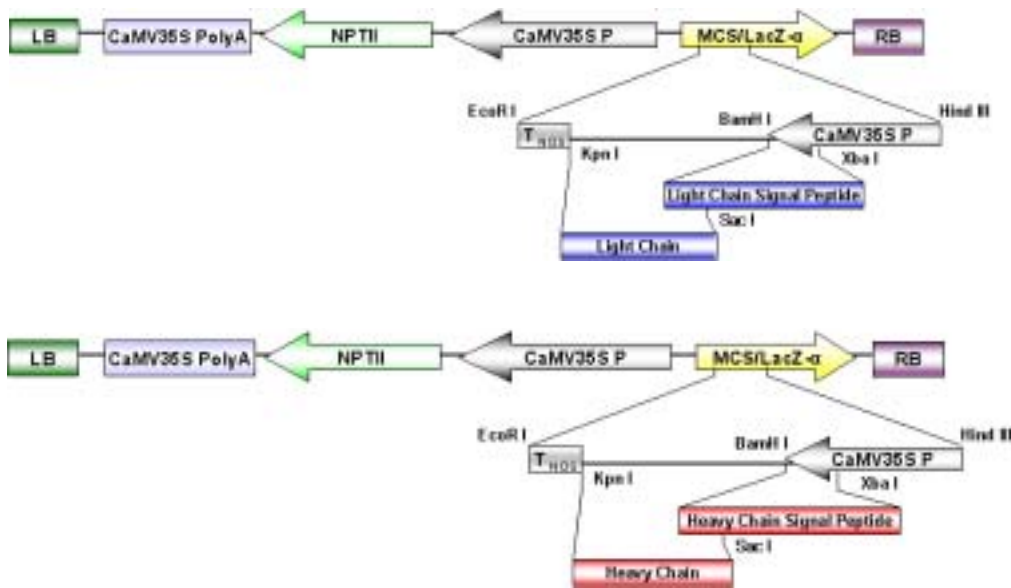 LB CaMV35S PolyA NPTII CaMV35S P MCS/LacZ-α RB
EcoR I BamH I Hind III
T NOS CaMV35S P
Kpn I Xba I
Light Chain Signal Peptide
Sac I
Light Chain
LB CaMV35S PolyA NPTII CaMV35S P MCS/LacZ-α RB
EcoR I BamH I Hind III
T NOS CaMV35S P
Kpn I Xba I
Heavy Chain Signal Peptide
Sac I
Heavy Chain